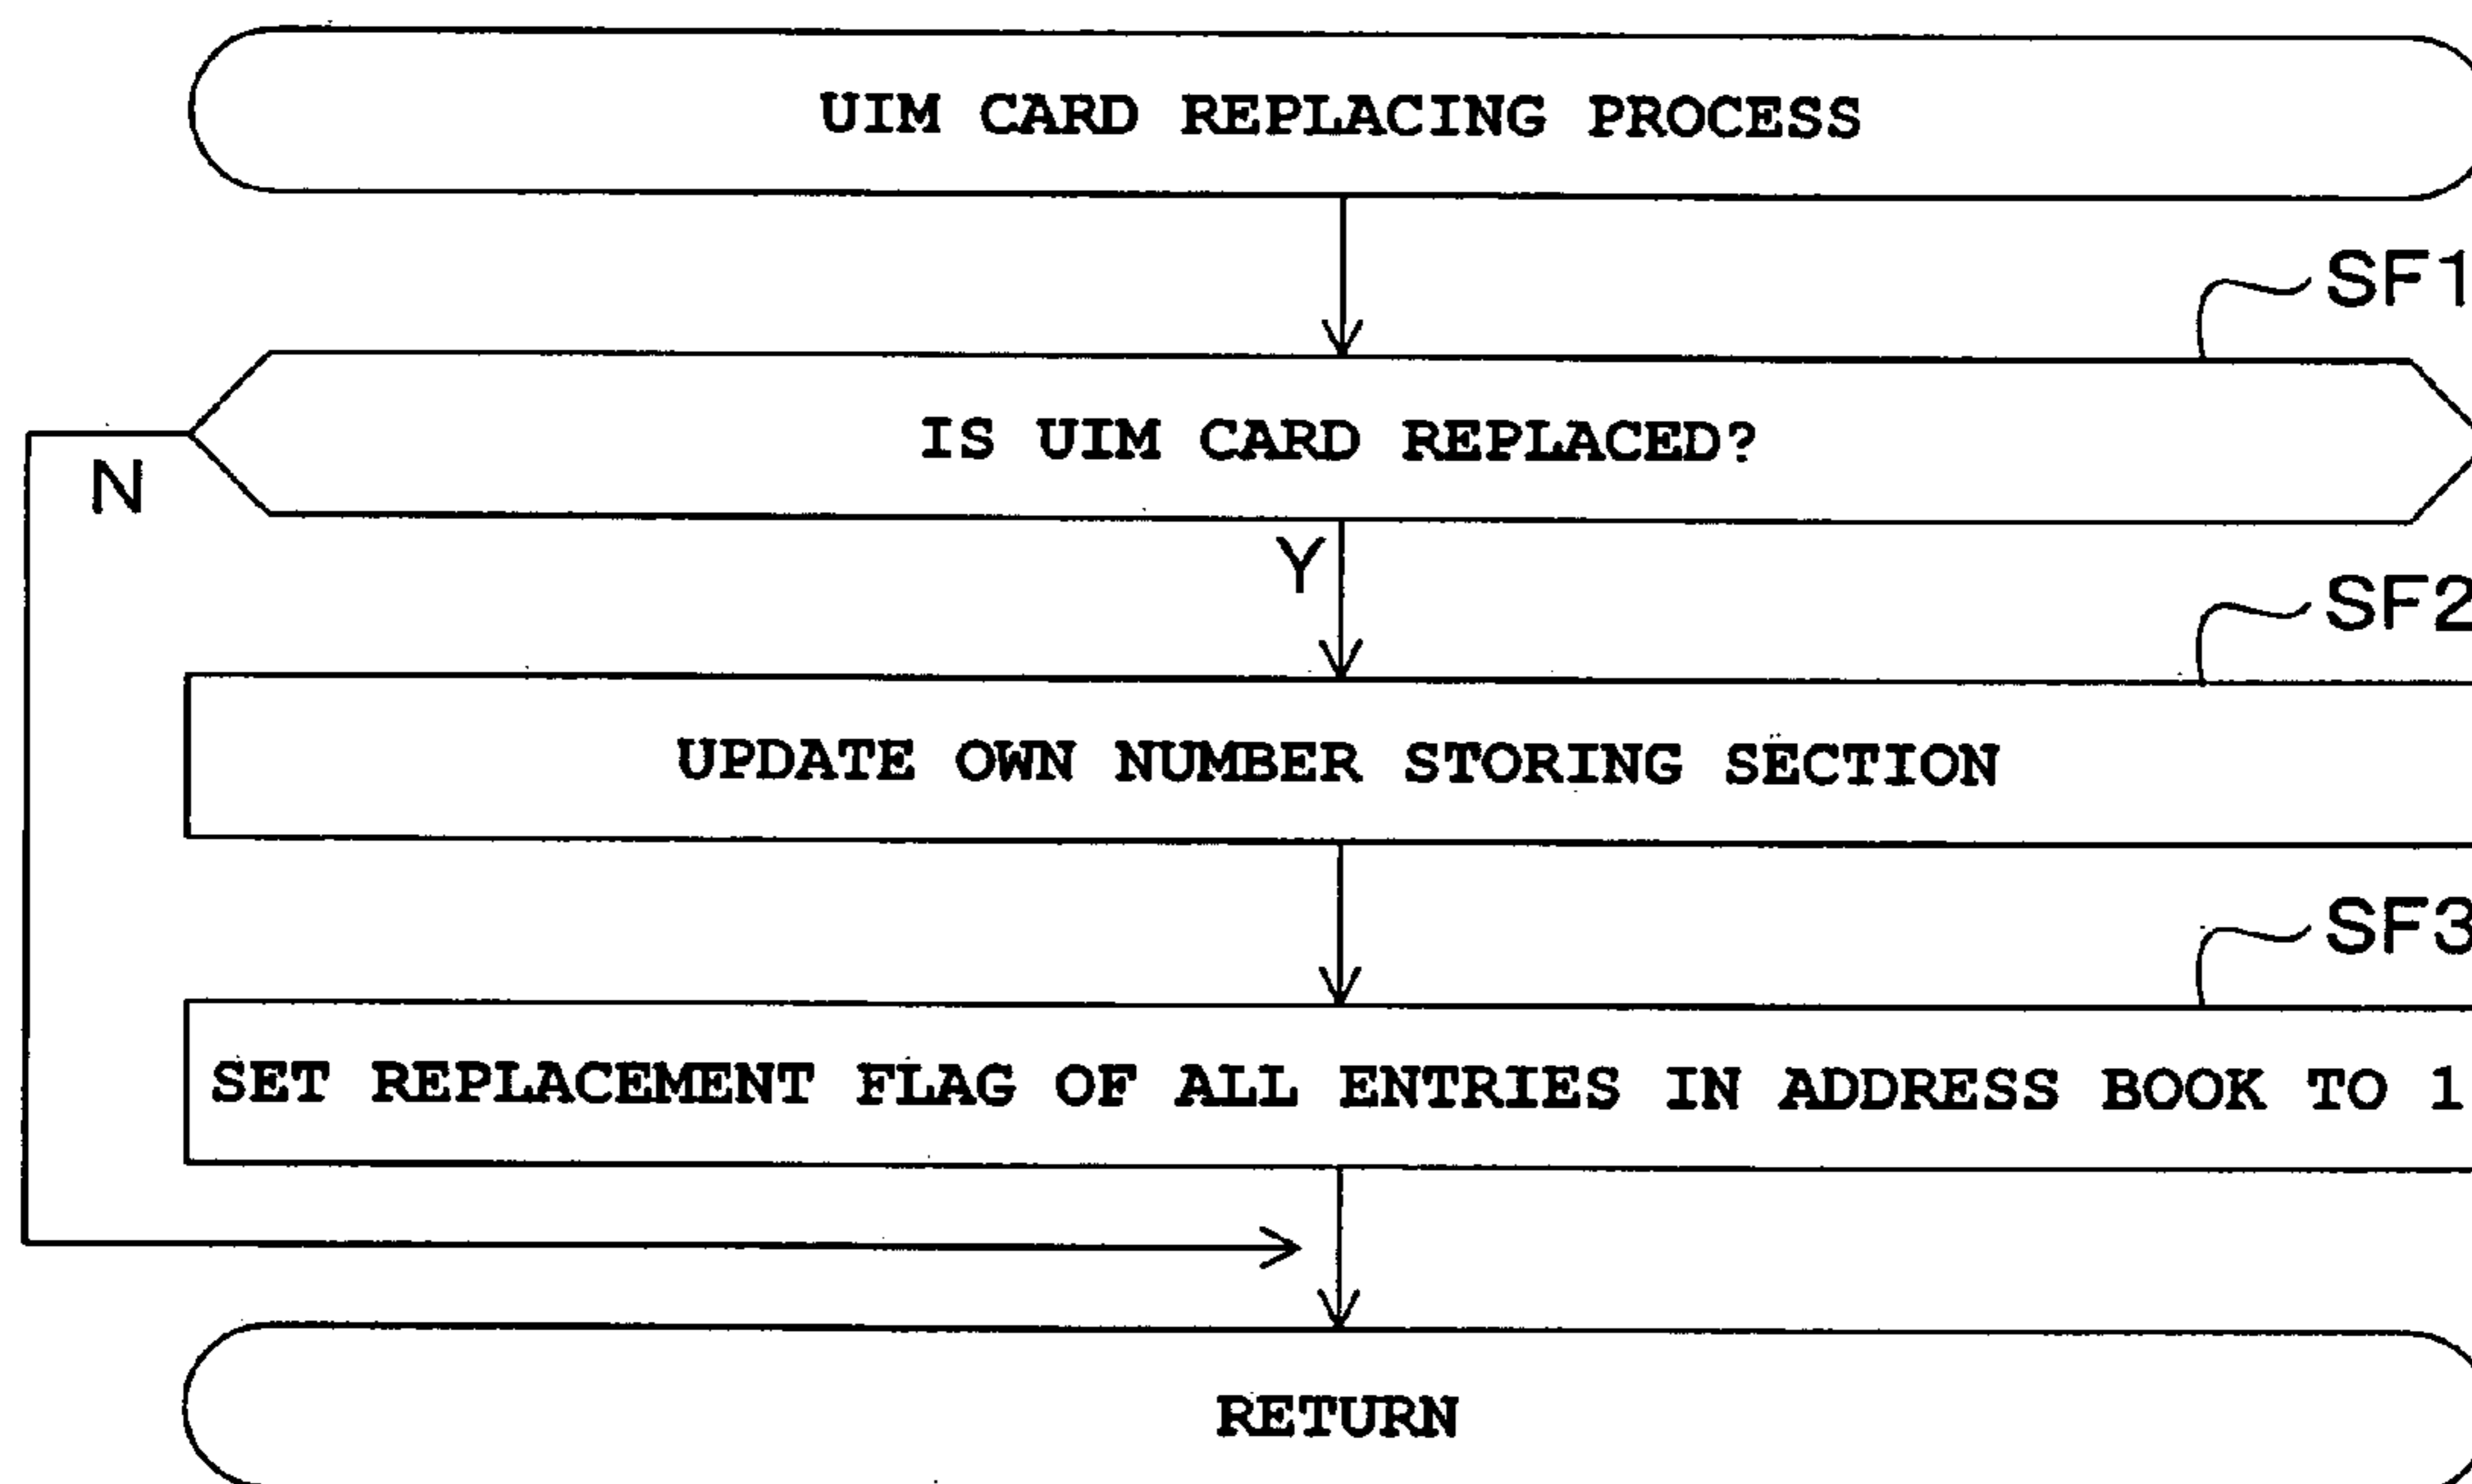 UIM CARD REPLACING PROCESS
SF1
IS UIM CARD REPLACED?
N
Y
SF2
UPDATE OWN NUMBER STORING SECTION
SF3
SET REPLACEMENT FLAG OF ALL ENTRIES IN ADDRESS BOOK TO 1
RETURN